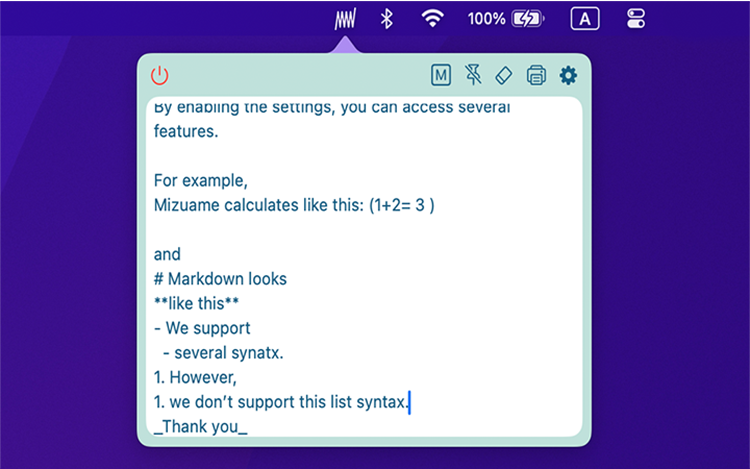 100%
A
M
By enabling the settings, you can access several
features.
For example,
Mizuame calculates like this: (1+2= 3 )
and
# Markdown looks
**like this**
- We support
- several synatx.
1. However,
1. we don’t support this list syntax.
_Thank you_